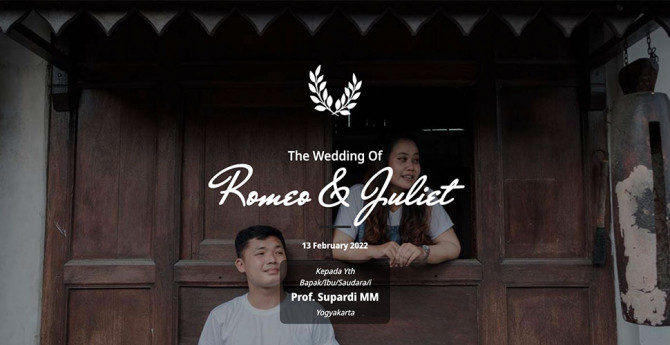 The Wedding Of
Romeo & Juliet
13 February 2022
Kepada Yth
Bapak/Ibu/Saudara/i
Prof. Supardi MM
Yogyakarta